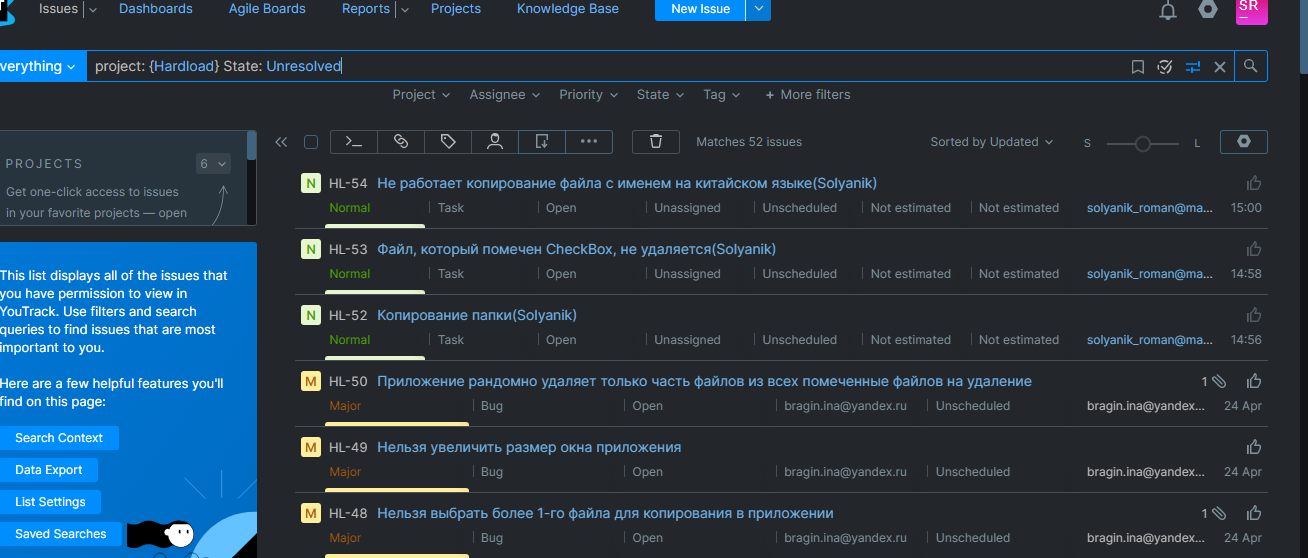 Issues Dashboards Agile Boards Reports Projects Knowledge Base New Issue SR
verything project: {Hardload} State: Unresolved
Project Assignee Priority State Tag + More filters
PROJECTS 6
Get one-click access to issues
in your favorite projects — open
This list displays all of the issues that
you have permission to view in
YouTrack. Use filters and search
queries to find issues that are most
important to you.
Here are a few helpful features you'll
find on this page:
Search Context
Data Export
List Settings
Saved Searches
Matches 52 issues Sorted by Updated S L
N HL-54 Не работает копирование файла с именем на китайском языке(Solyanik)
Normal Task Open Unassigned Unscheduled Not estimated Not estimated solyanik_roman@ma... 15:00
N HL-53 Файл, который помечен CheckBox, не удаляется(Solyanik)
Normal Task Open Unassigned Unscheduled Not estimated Not estimated solyanik_roman@ma... 14:58
N HL-52 Копирование папки(Solyanik)
Normal Task Open Unassigned Unscheduled Not estimated Not estimated solyanik_roman@ma... 14:56
M HL-50 Приложение рандомно удаляет только часть файлов из всех помеченные файлов на удаление 1
Major Bug Open bragin.ina@yandex.ru Unscheduled bragin.ina@yandex... 24 Apr
M HL-49 Нельзя увеличить размер окна приложения
Major Bug Open bragin.ina@yandex.ru Unscheduled bragin.ina@yandex... 24 Apr
M HL-48 Нельзя выбрать более 1-го файла для копирования в приложении 1
Major Bug Open bragin.ina@yandex.ru Unscheduled bragin.ina@yandex... 24 Apr